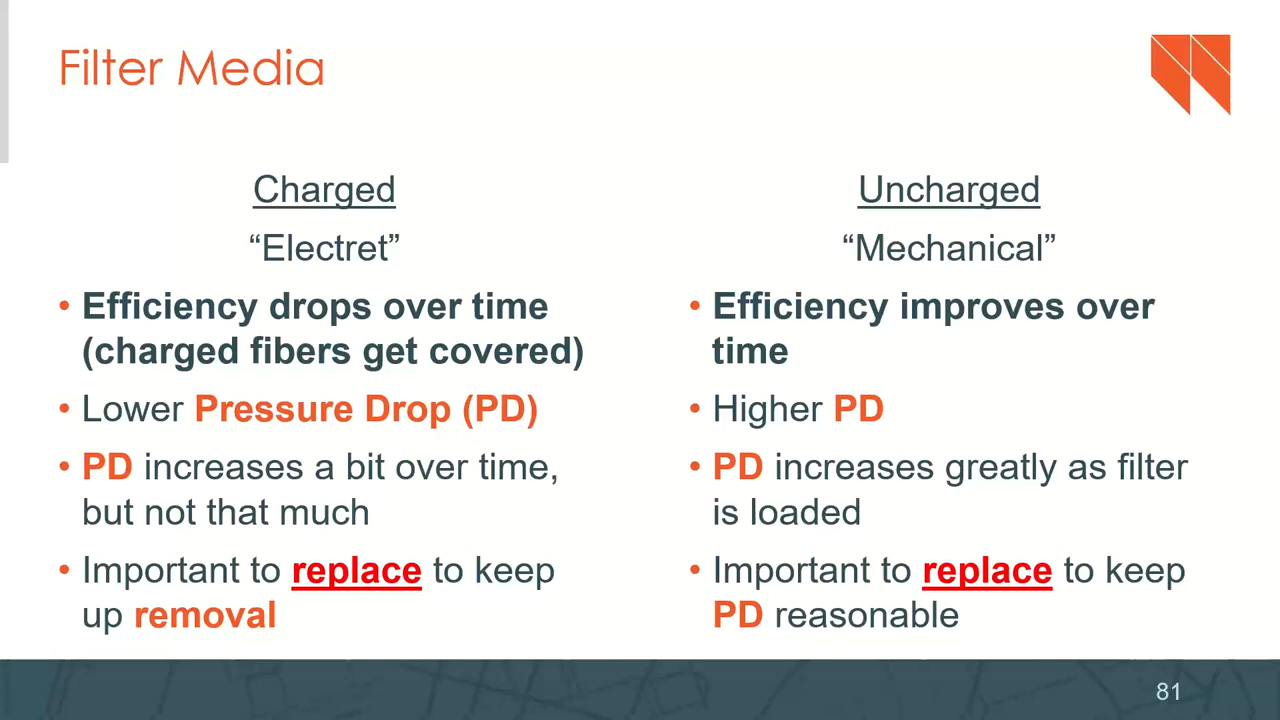 Filter Media
Charged
“Electret”
• Efficiency drops over time
(charged fibers get covered)
• Lower Pressure Drop (PD)
• PD increases a bit over time,
but not that much
• Important to replace to keep
up removal
Uncharged
“Mechanical”
• Efficiency improves over
time
• Higher PD
• PD increases greatly as filter
is loaded
• Important to replace to keep
PD reasonable
81